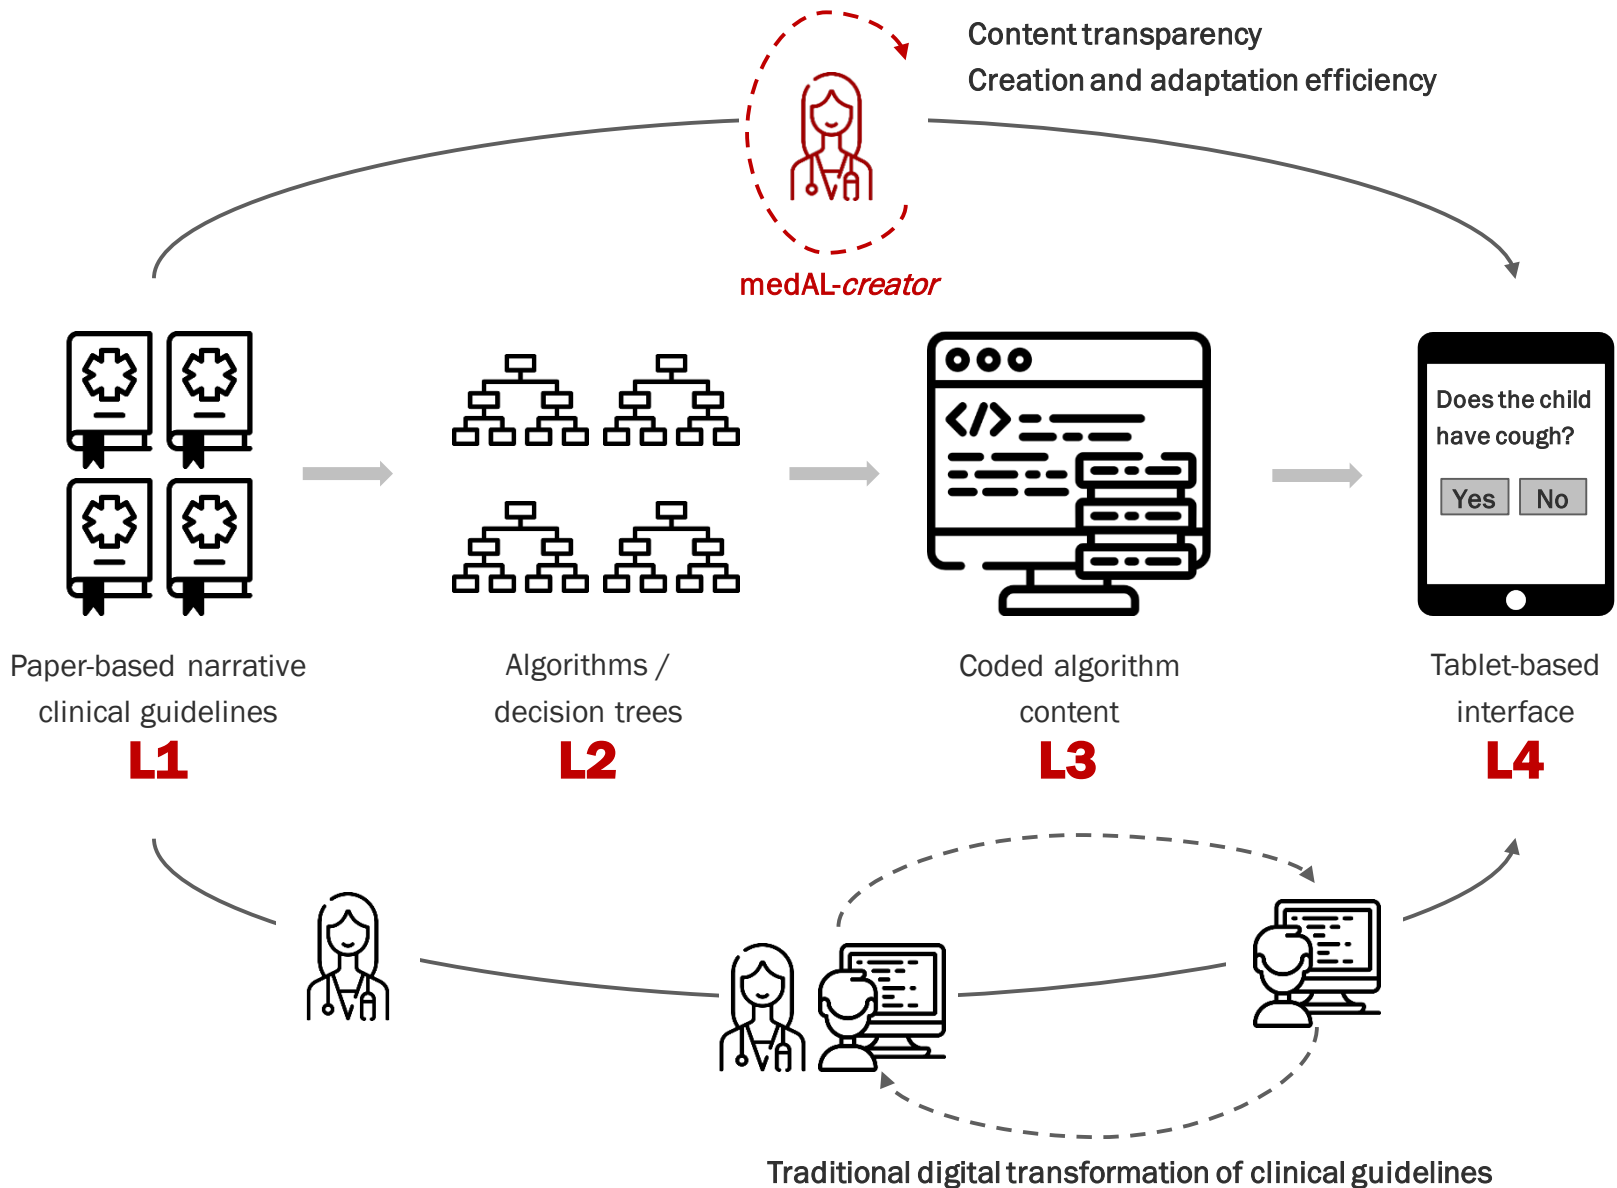 Content transparency
Creation and adaptation efficiency
medAL-creator
</>
Does the child
have cough?
Yes
No
Paper-based narrative
clinical guidelines
L1
Algorithms /
decision trees
L2
Coded algorithm
content
L3
Tablet-based
interface
L4
Traditional digital transformation of clinical guidelines